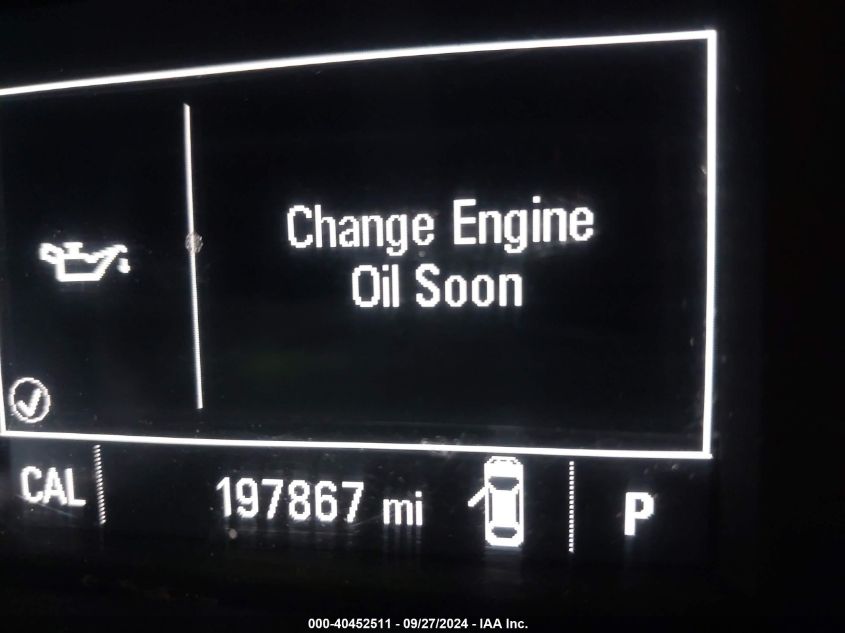 Change Engine
Oil Soon
CAL
197867 mi
P
000-40452511 - 09/27/2024 - IAA Inc.